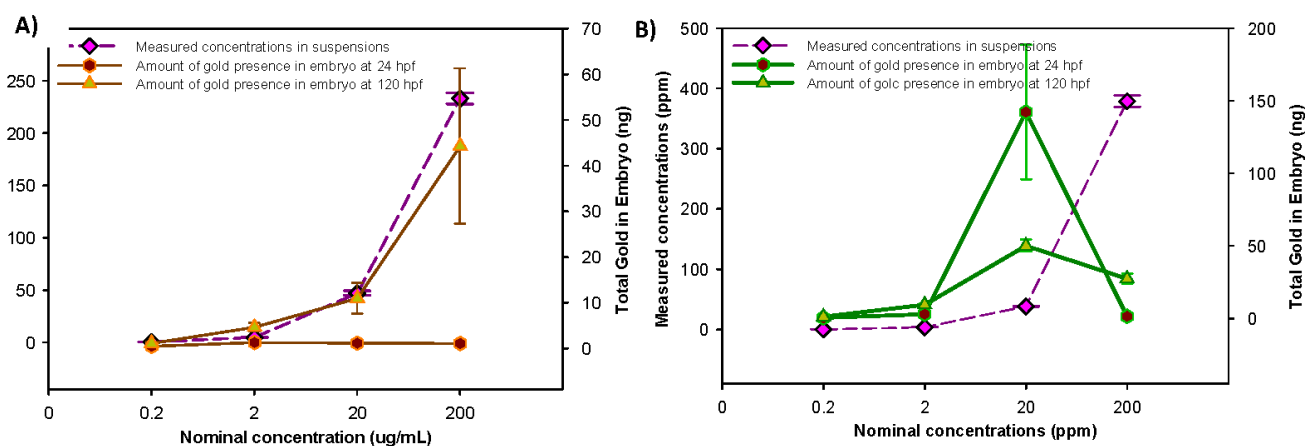 A)
Measured concentrations in suspensions
Amount of gold presence in embryo at 24 hpf
Amount of gold presence in embryo at 120 hpf
250
200
150
100
50
0
70
60
50
40
30
20
10
0
Total Gold in Embryo (ng)
0
0.2
2
20
200
Nominal concentration (ug/mL)
B)
Measured concentrations in suspensions
Amount of gold presence in embryo at 24 hpf
Amount of golc presence in embryo at 120 hpf
Measured concentrations (ppm)
500
400
300
200
100
0
200
150
100
50
0
Total Gold in Embryo (ng)
0
0.2
2
20
200
Nominal concentrations (ppm)